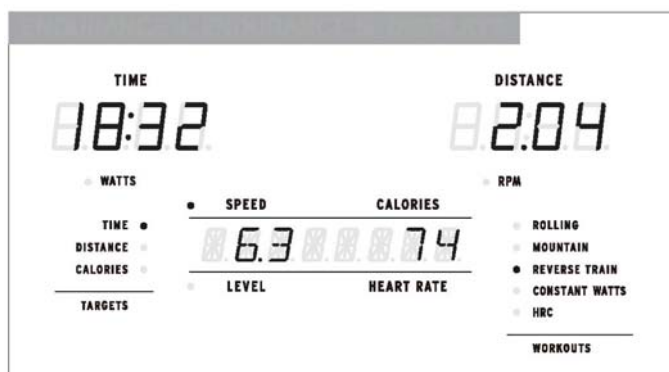 TIME
DISTANCE
18:32
2.04
WATTS
RPM
SPEED
CALORIES
TIME
DISTANCE
CALORIES
TARGETS
6.3
74
LEVEL
HEART RATE
ROLLING
MOUNTAIN
REVERSE TRAIN
CONSTANT WATTS
HRC
WORKOUTS